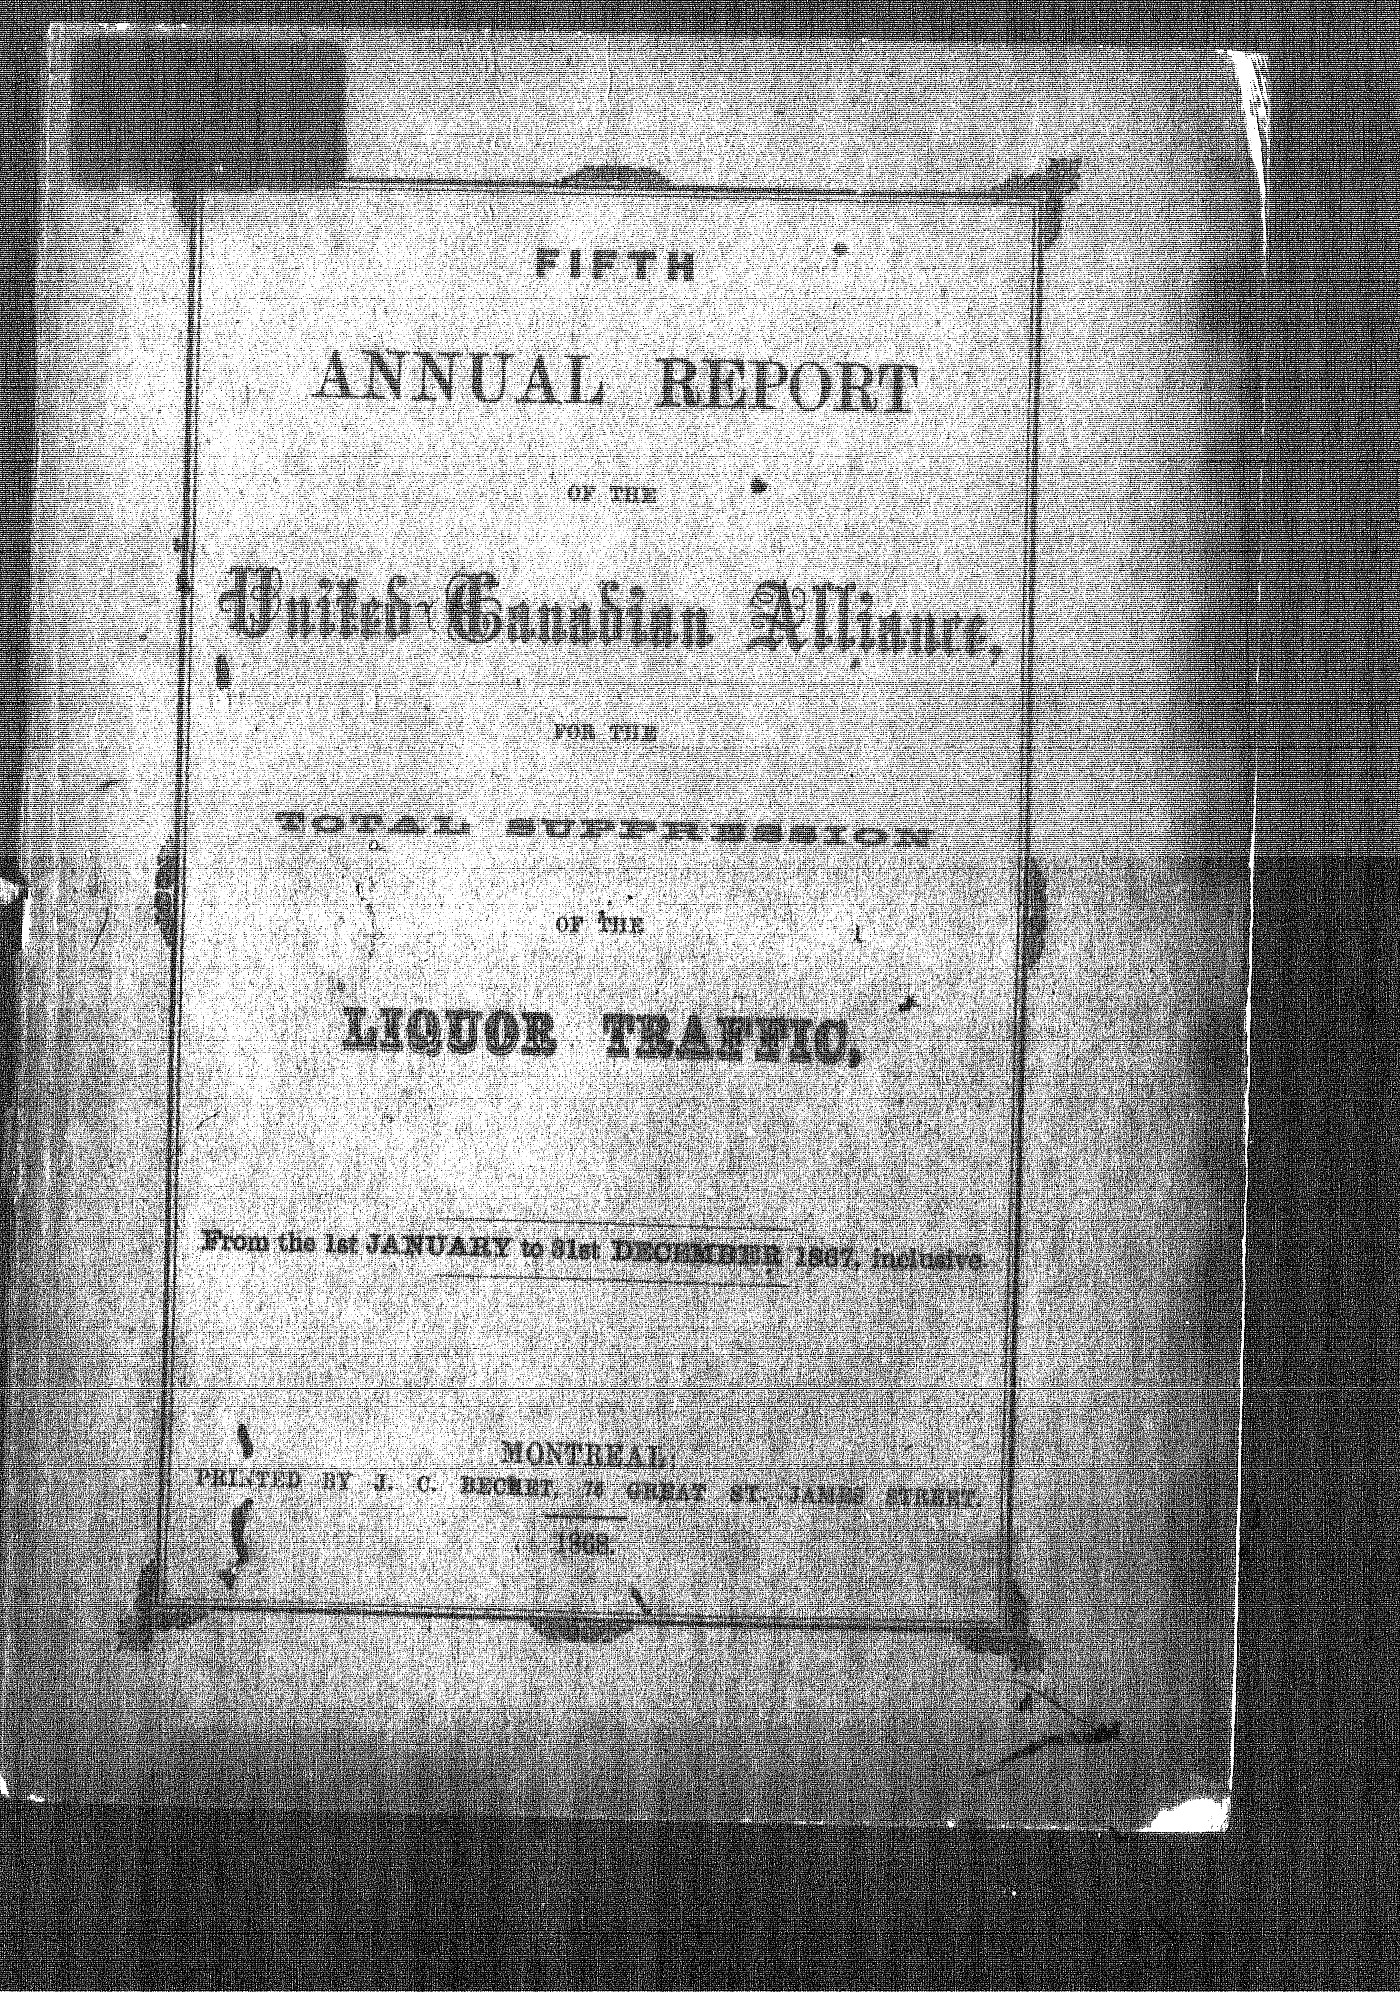 FIFTH
ANNUAL REPORT
OF THE
United Canadian Alliance,
FOR THE
TOTAL SUPPRESSION
OF THE
LIQUOR TRAFFIC,
From the 1st JANUARY to 31st DECEMBER 1867, inclusive.
MONTREAL:
PRINTED BY J. C. BECKET, 76 GREAT ST. JAMES STREET.
1868.